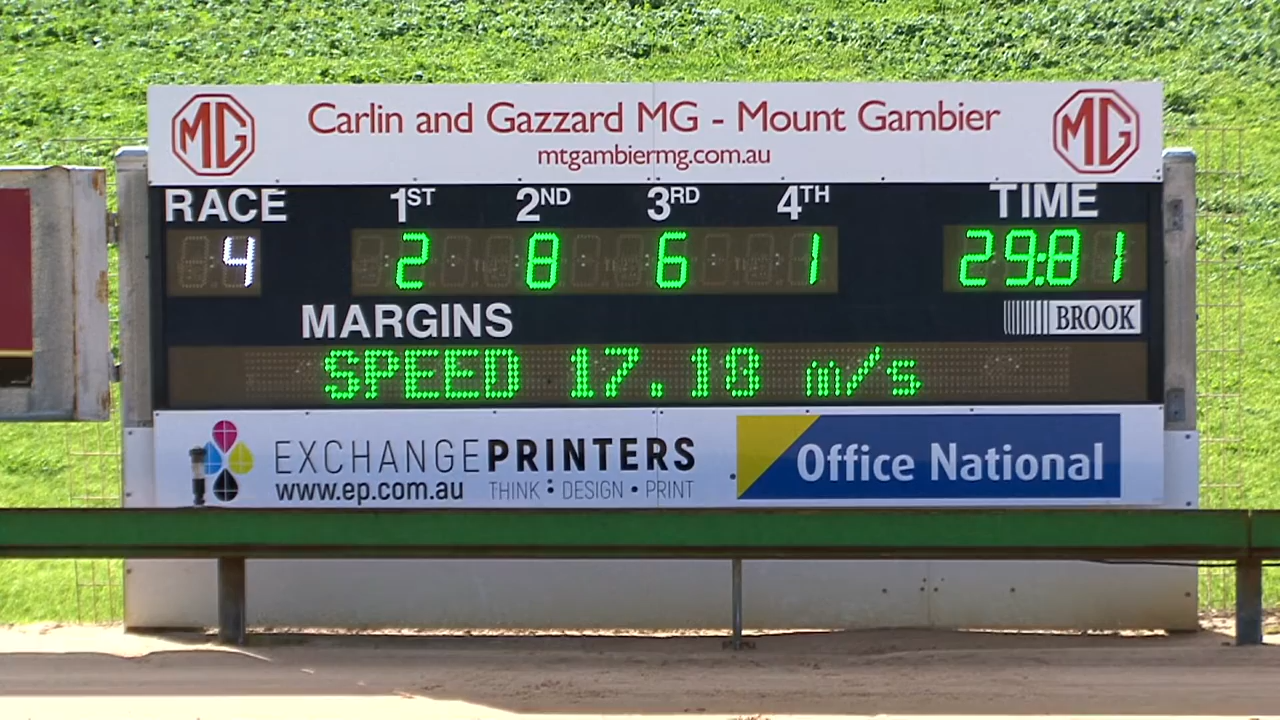 MG Carlin and Gazzard MG - Mount Gambier MG
mtgambiermg.com.au
RACE 1ST 2ND 3RD 4TH TIME
4 2 8 6 1 29:81
MARGINS BROOK
SPEED 17.18 m/s
EXCHANGEPRINTERS
www.ep.com.au THINK : DESIGN • PRINT
Office National